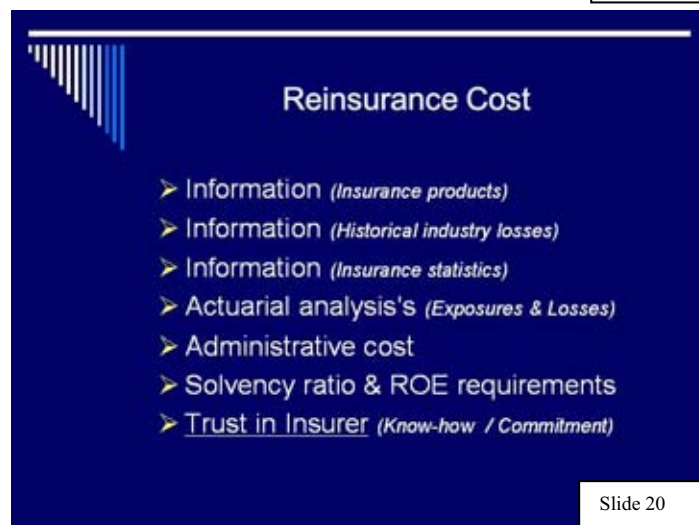 Reinsurance Cost
➢ Information (Insurance products)
➢ Information (Historical industry losses)
➢ Information (Insurance statistics)
➢ Actuarial analysis's (Exposures & Losses)
➢ Administrative cost
➢ Solvency ratio & ROE requirements
➢ Trust in Insurer (Know-how / Commitment)
Slide 20